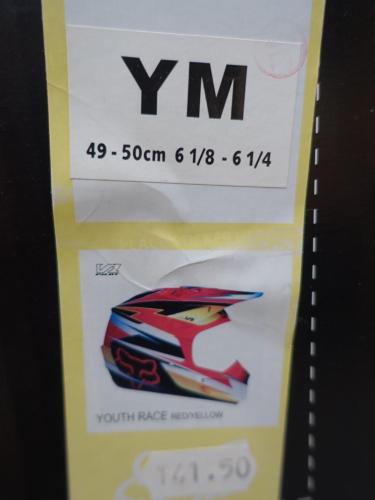 YM
49 - 50cm 6 1/8 - 6 1/4
YOUTH RACE RED/YELLOW
141.50